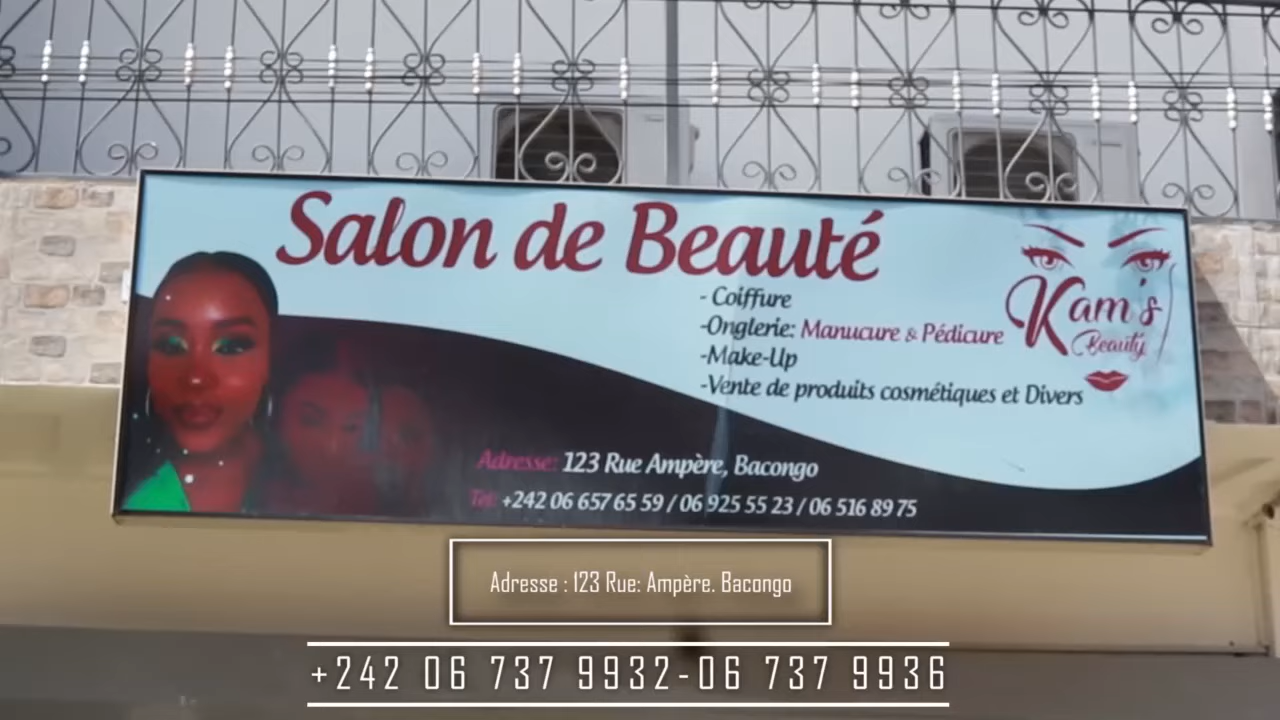 Salon de Beauté
- Coiffure
-Onglerie: Manucure & Pédicure
-Make-Up
-Vente de produits cosmétiques et Divers
Kam's
Beauty
Adresse: 123 Rue Ampère, Bacongo
Tel: +242 06 657 65 59 / 06 925 55 23 / 06 516 89 75
Adresse : 123 Rue: Ampère. Bacongo
+242 06 737 9932-06 737 9936